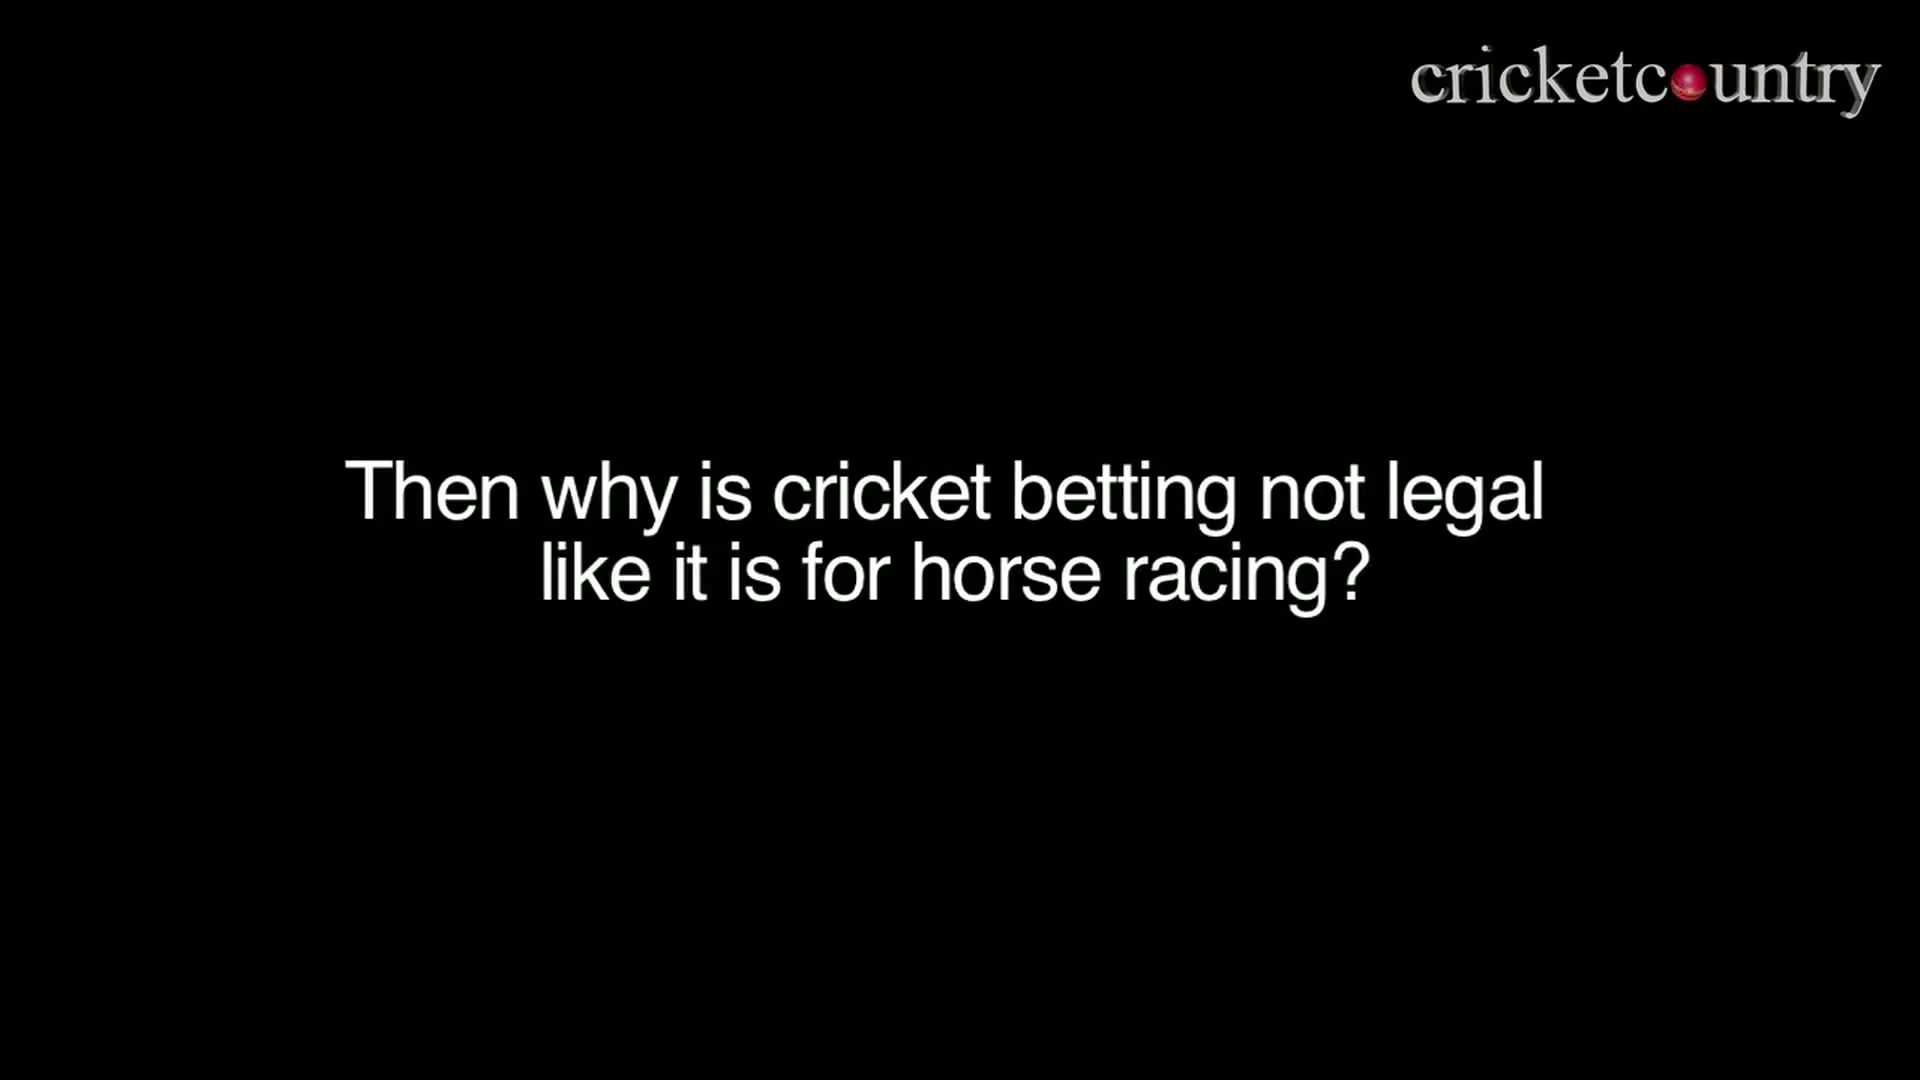 cricketcountry
Then why is cricket betting not legal
like it is for horse racing?